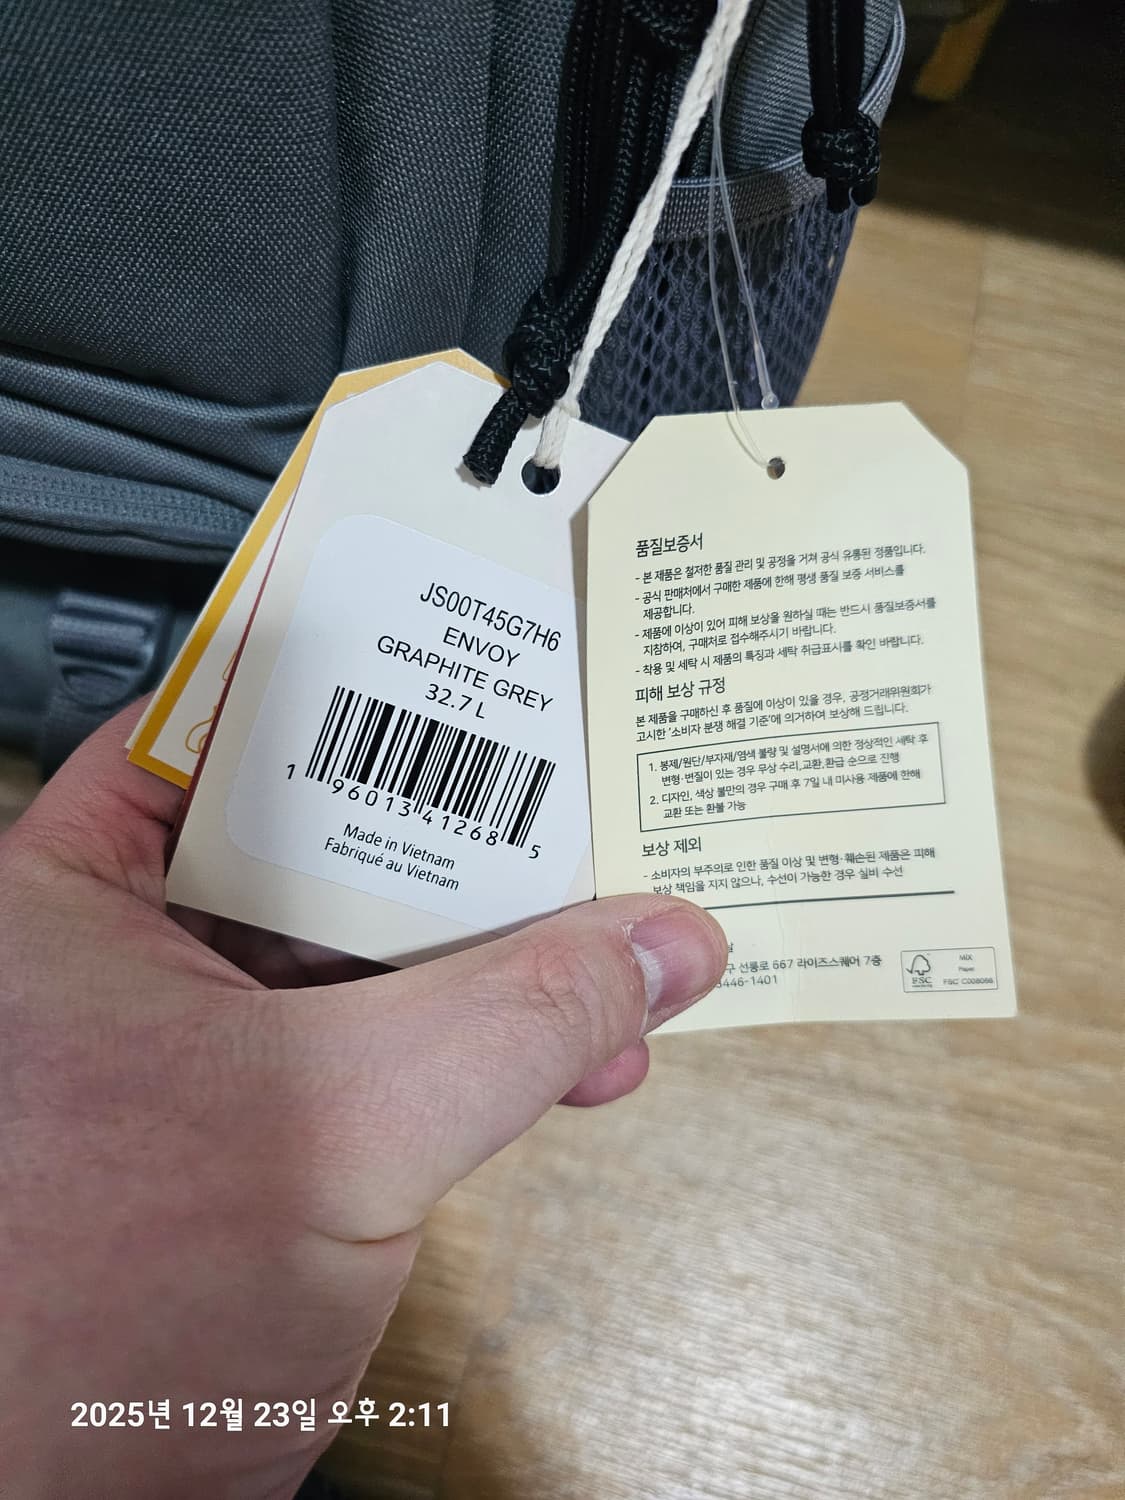 JS00T45G7H6
ENVOY
GRAPHITE GREY
32.7 L
1 96013 41268 5
Made in Vietnam
Fabriqué au Vietnam
품질보증서
- 본 제품은 철저한 품질 관리 및 공정을 거쳐 공식 유통된 정품입니다.
- 공식 판매처에서 구매한 제품에 한해 평생 품질 보증 서비스를
제공합니다.
- 제품에 이상이 있어 피해 보상을 원하실 때는 반드시 품질보증서를
지참하여, 구매처로 접수해주시기 바랍니다.
- 착용 및 세탁 시 제품의 특징과 세탁 취급표시를 확인 바랍니다.
피해 보상 규정
본 제품을 구매하신 후 품질에 이상이 있을 경우, 공정거래위원회가
고시한 '소비자 분쟁 해결 기준'에 의거하여 보상해 드립니다.
1. 봉제/원단/부자재/염색 불량 및 설명서에 의한 정상적인 세탁 후
변형·변질이 있는 경우 무상 수리,교환,환급 순으로 진행
2. 디자인, 색상 불만의 경우 구매 후 7일 내 미사용 제품에 한해
교환 또는 환불 가능
보상 제외
- 소비자의 부주의로 인한 품질 이상 및 변형·훼손된 제품은 피해
보상 책임을 지지 않으나, 수선이 가능한 경우 실비 수선
구 선릉로 667 라이즈스퀘어 7층
3446-1401
FSC
MIX
Paper
FSC® C008066
2025년 12월 23일 오후 2:11